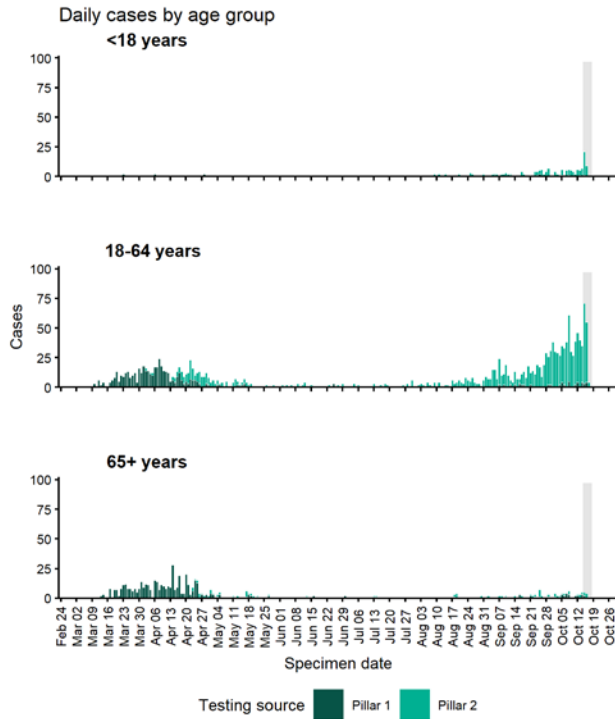 Daily cases by age group
<18 years
100
75
50
25
0
18-64 years
100
75
50
25
0
Cases
65+ years
100
75
50
25
0
Feb 24
Mar 02
Mar 09
Mar 16
Mar 23
Mar 30
Apr 06
Apr 13
Apr 20
Apr 27
May 04
May 11
May 18
May 25
Jun 01
Jun 08
Jun 15
Jun 22
Jun 29
Jul 06
Jul 13
Jul 20
Jul 27
Aug 03
Aug 10
Aug 17
Aug 24
Aug 31
Sep 07
Sep 14
Sep 21
Sep 28
Oct 05
Oct 12
Oct 19
Oct 26
Specimen date
Testing source Pillar 1 Pillar 2